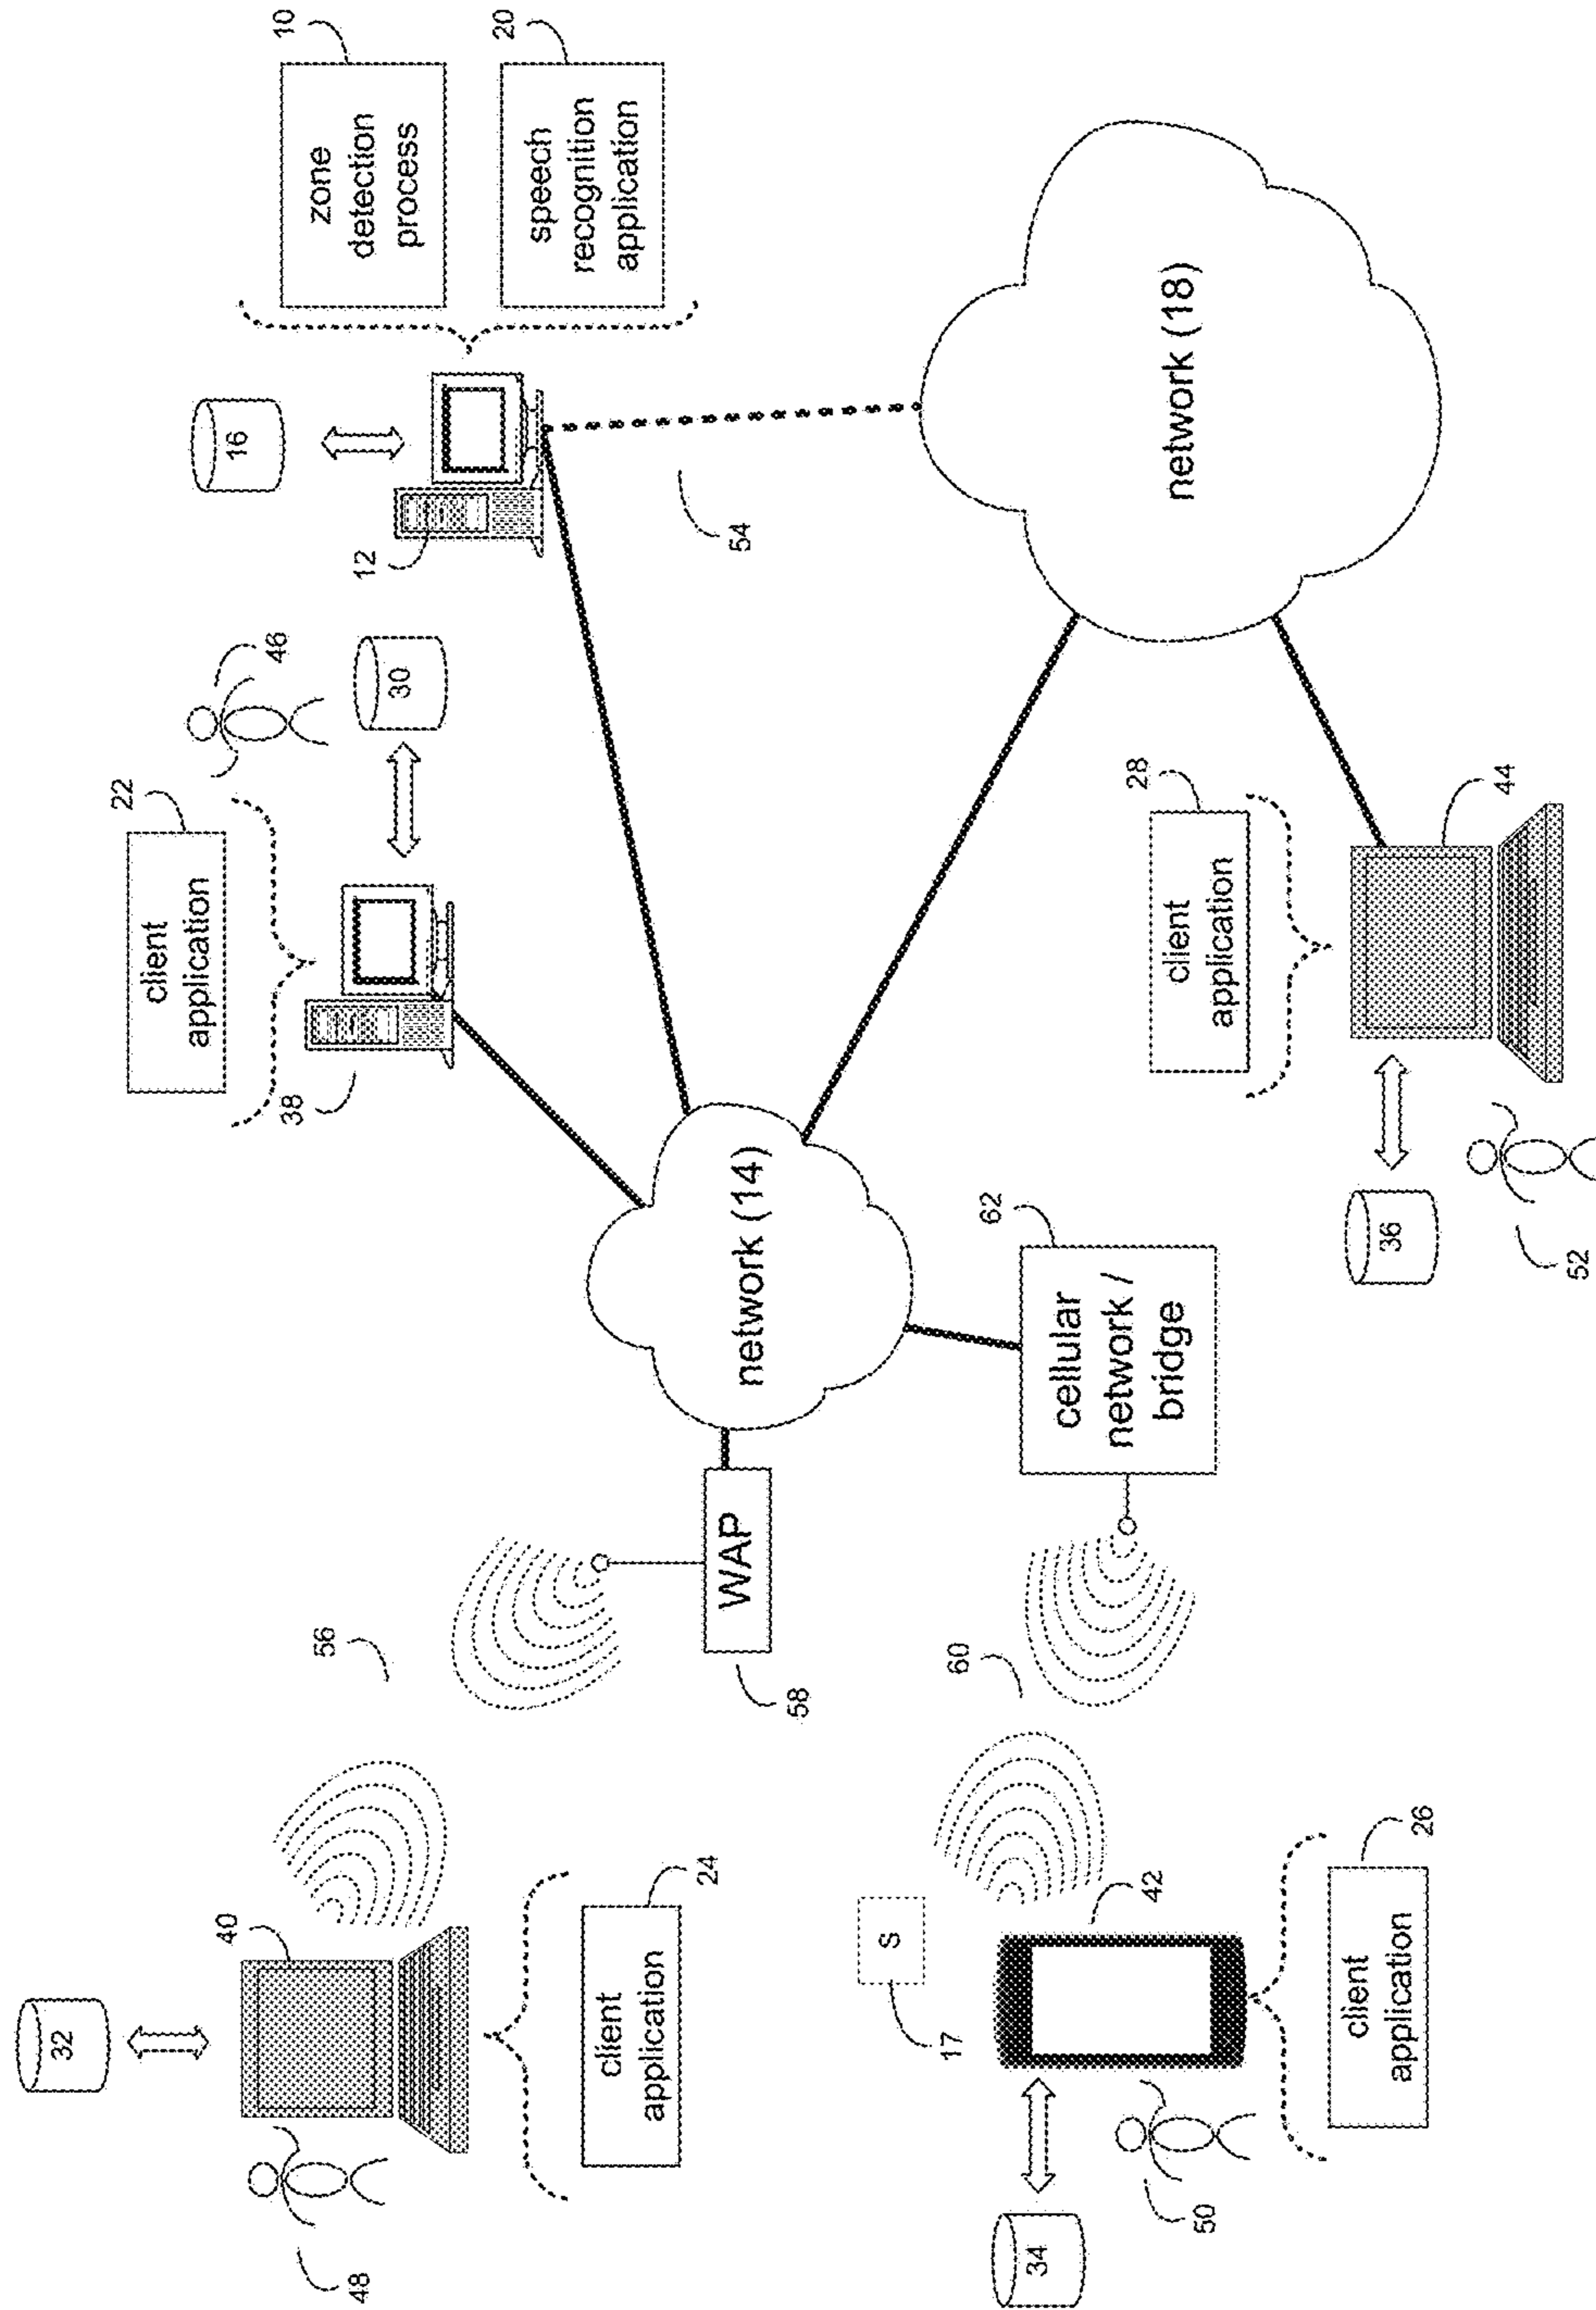 32
22
client
application
16
10
zone
detection
process
40
46
38
56
48
12
30
20
speech
recognition
application
client
application
24
54
WAP
network (14)
58
S
17
60
62
34
cellular
network /
bridge
network (18)
28
42
client
application
50
client
application
26
36
44
52